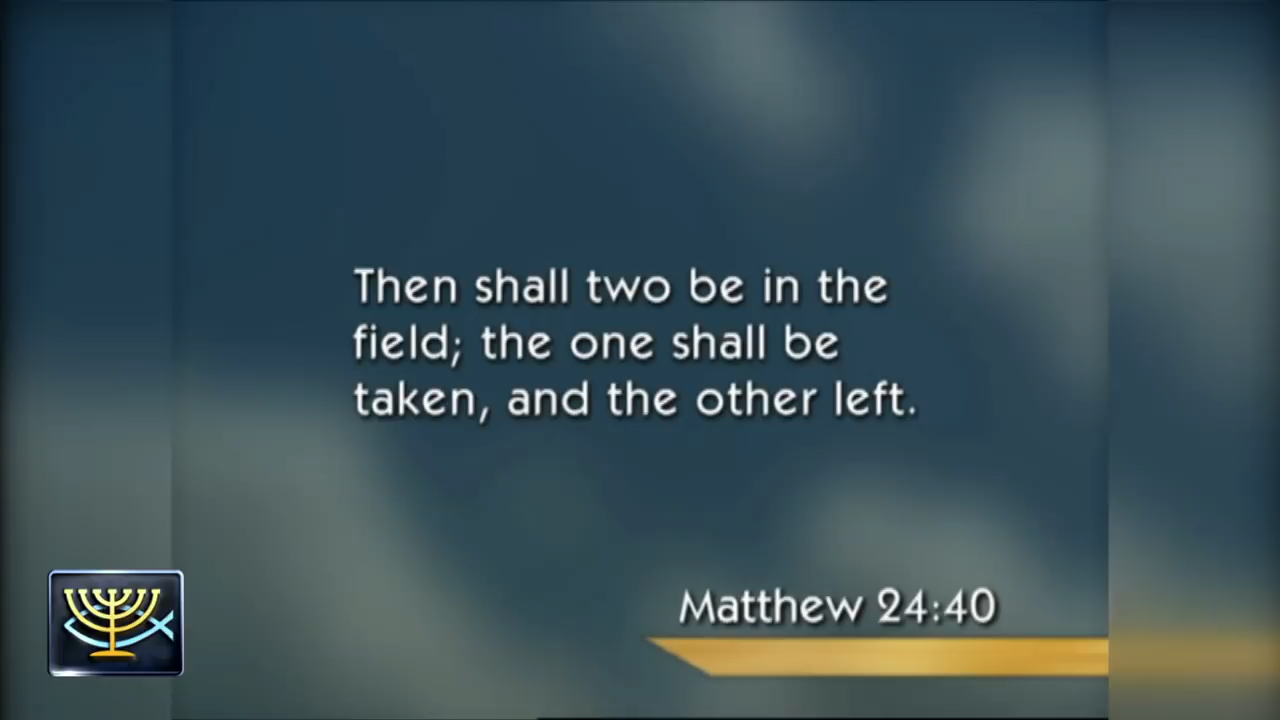 Then shall two be in the
field; the one shall be
taken, and the other left.
Matthew 24:40